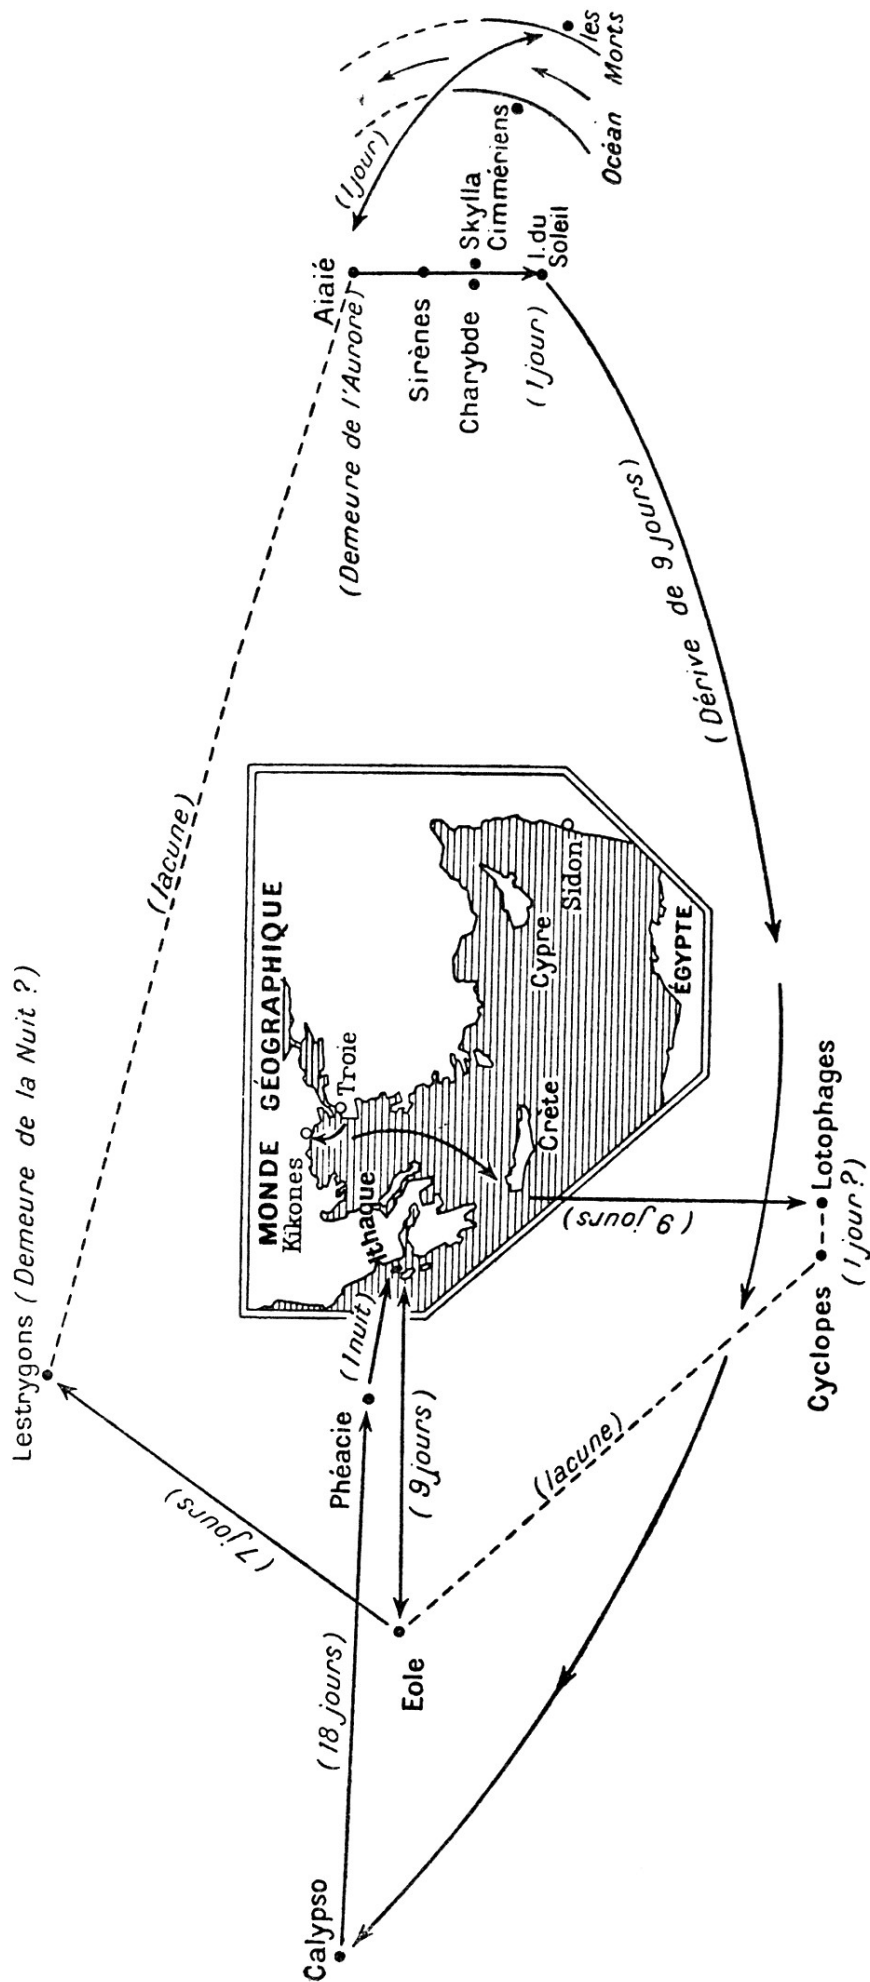 Lestrygons (Demeure de la Nuit ?)
(lacune)
Aiaié
(Demeure de l'Aurore)
(1 jour)
Sirènes
Charybde
Skylla
Cimmériens
(1 jour)
I. du
Soleil
Océan
les
Morts
(Dérive de 9 jours)
MONDE GÉOGRAPHIQUE
Kikones
Troie
Ithaque
Crète
Cypre
Sidon
ÉGYPTE
(7 jours)
Phéacie
(1 nuit)
(9 jours)
Calypso
(18 jours)
Eole
(lacune)
(9 jours)
Cyclopes
Lotophages
(1 jour ?)